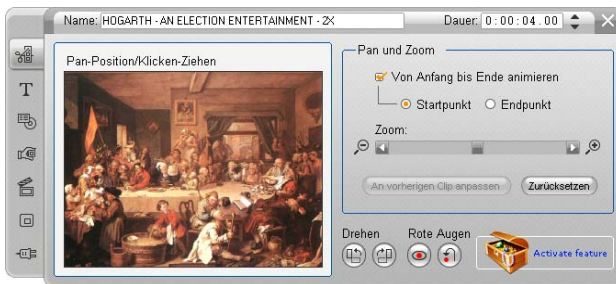 Name: HOGARTH - AN ELECTION ENTERTAINMENT - 2X
Dauer: 0:00:04.00
Pan-Position/Klicken-Ziehen
Pan und Zoom
Von Anfang bis Ende animieren
Startpunkt
Endpunkt
Zoom:
An vorherigen Clip anpassen
Zurücksetzen
Drehen
Rote Augen
Activate feature
T